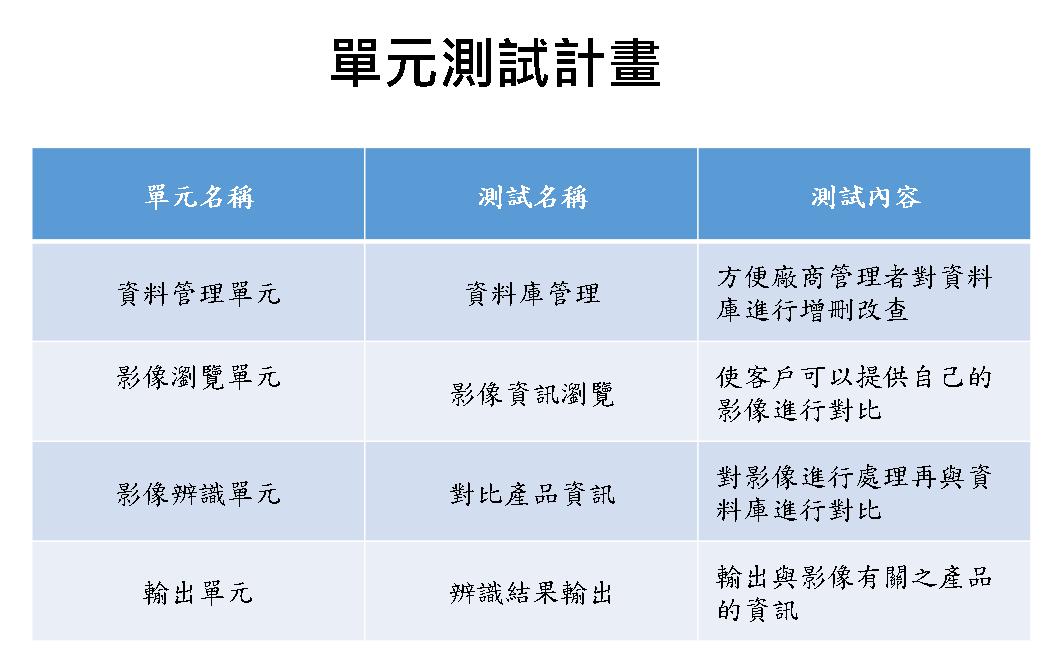 單元測試計畫
單元名稱
測試名稱
測試內容
資料管理單元
資料庫管理
方便廠商管理者對資料
庫進行增刪改查
影像瀏覽單元
影像資訊瀏覽
使客戶可以提供自己的
影像進行對比
影像辨識單元
對比產品資訊
對影像進行處理再與資
料庫進行對比
輸出單元
辨識結果輸出
輸出與影像有關之產品
的資訊